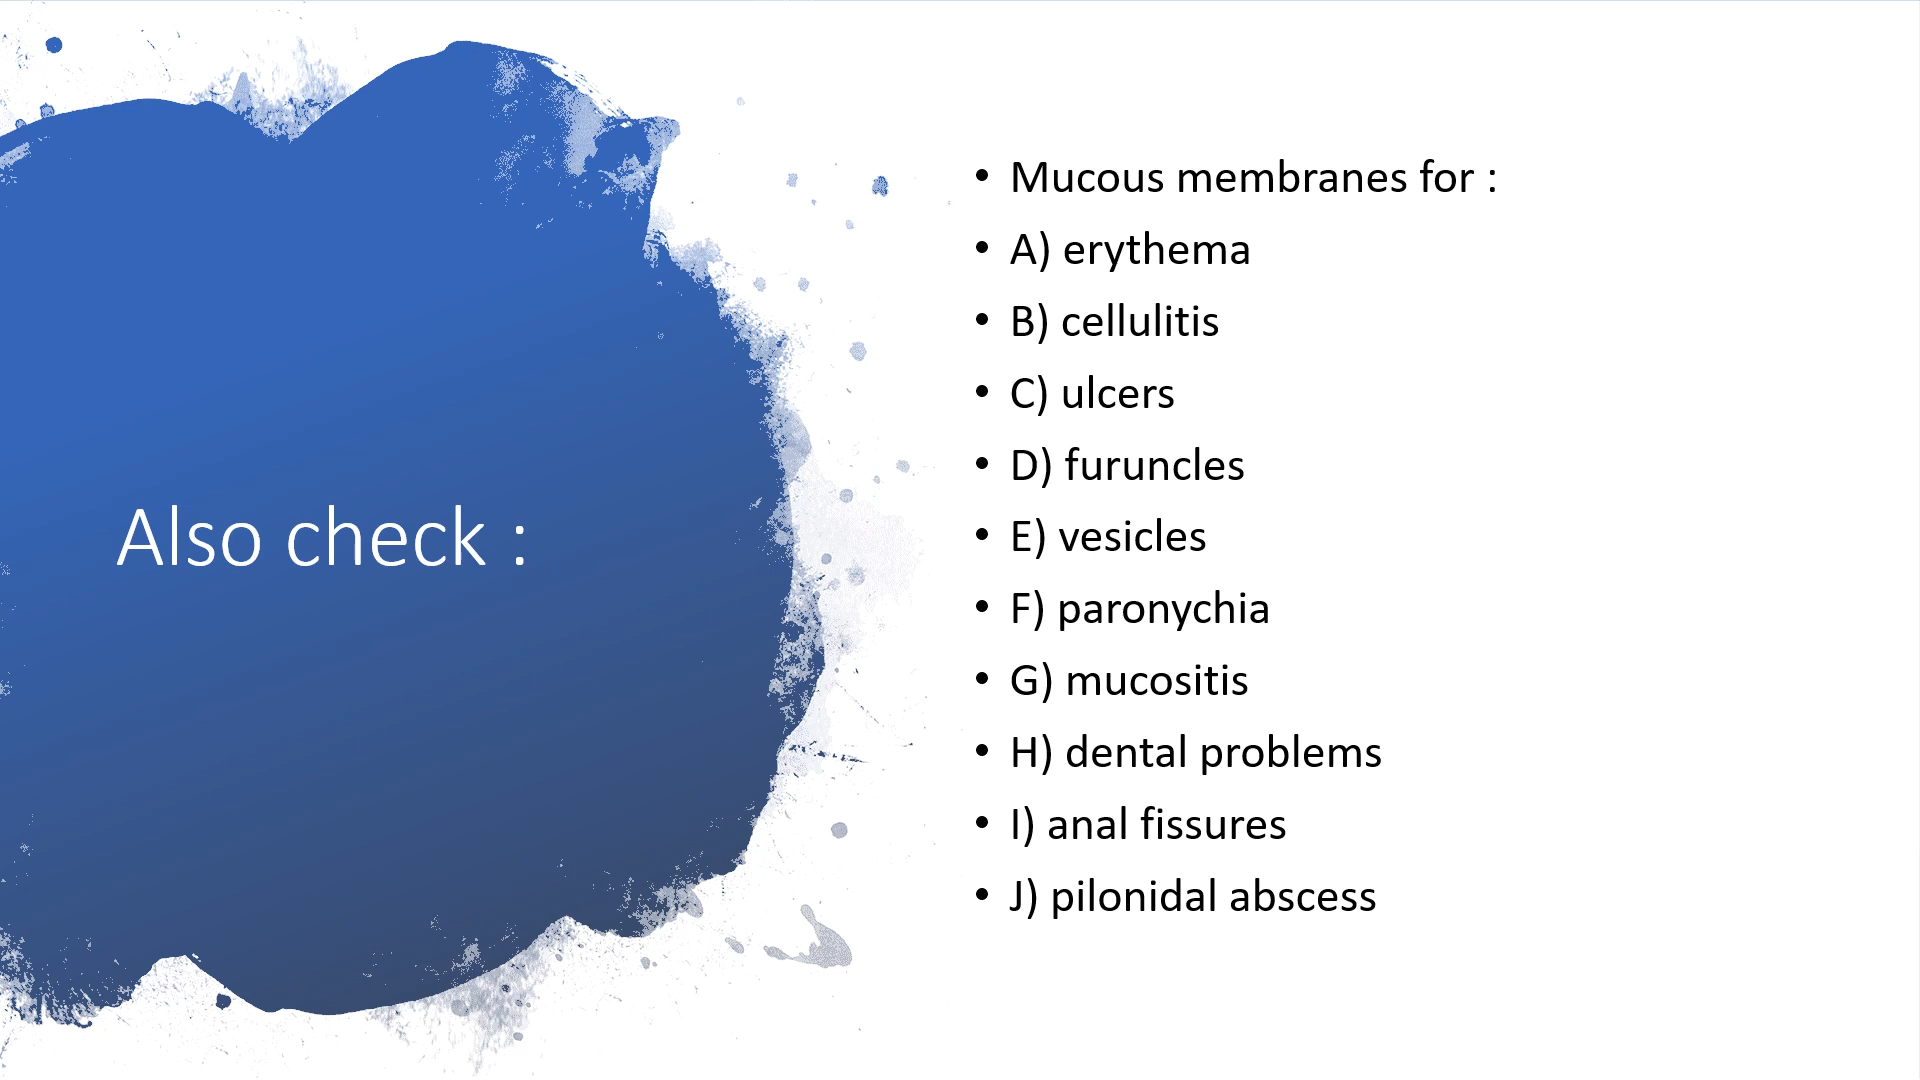 Also check :
• Mucous membranes for :
• A) erythema
• B) cellulitis
• C) ulcers
• D) furuncles
• E) vesicles
• F) paronychia
• G) mucositis
• H) dental problems
• I) anal fissures
• J) pilonidal abscess